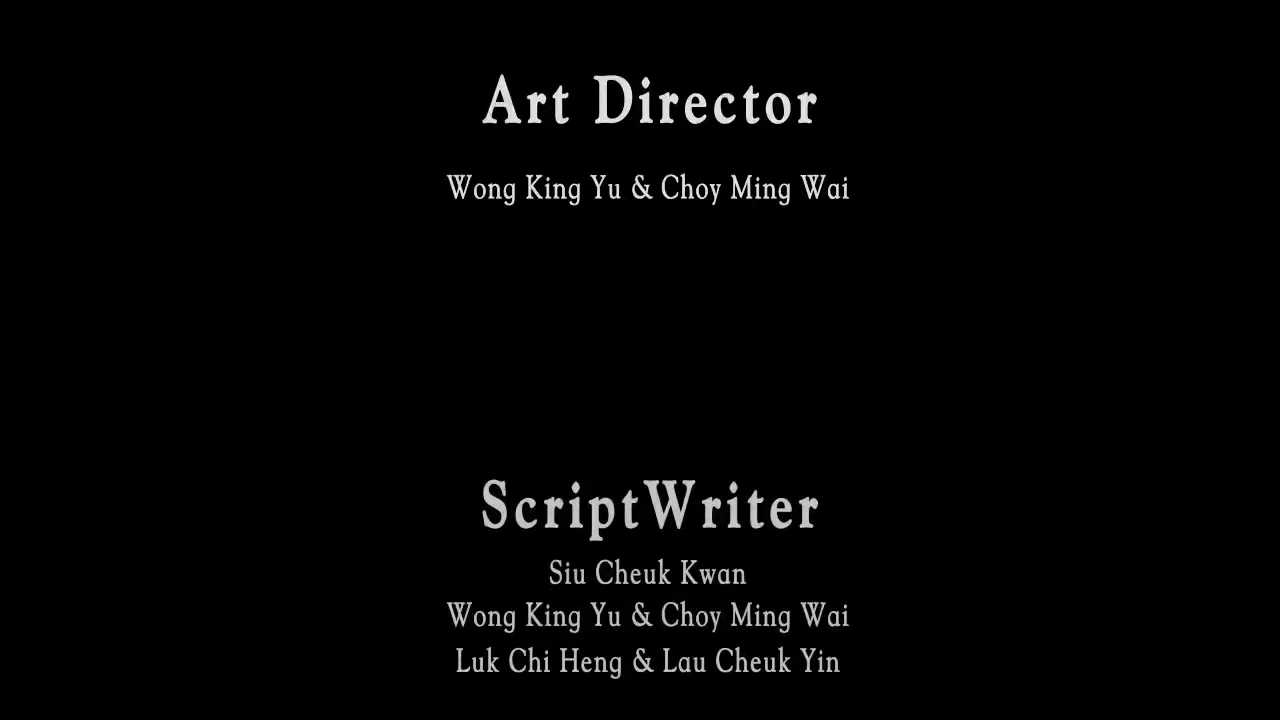 Art Director
Wong King Yu & Choy Ming Wai
ScriptWriter
Siu Cheuk Kwan
Wong King Yu & Choy Ming Wai
Luk Chi Heng & Lau Cheuk Yin